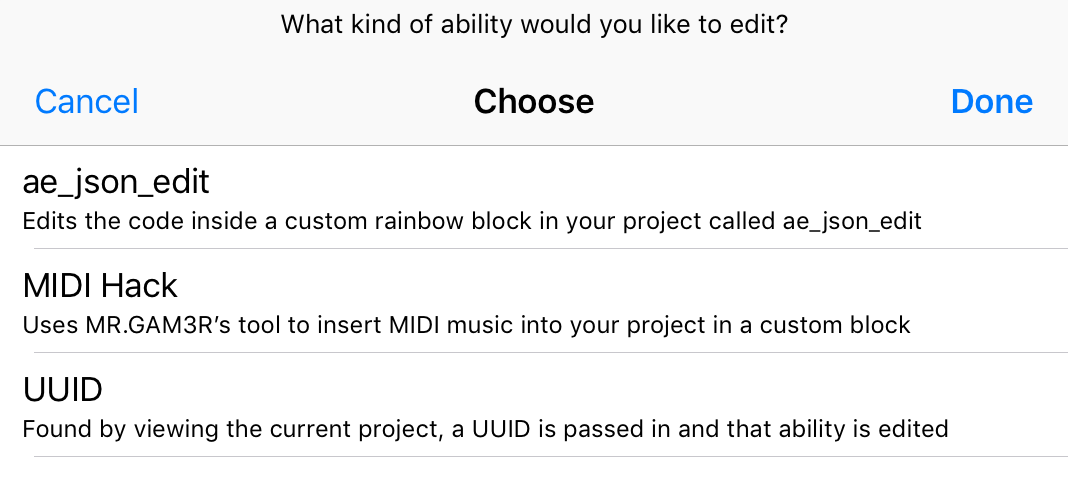 What kind of ability would you like to edit?
Cancel
Choose
Done
ae_json_edit
Edits the code inside a custom rainbow block in your project called ae_json_edit
MIDI Hack
Uses MR.GAM3R’s tool to insert MIDI music into your project in a custom block
UUID
Found by viewing the current project, a UUID is passed in and that ability is edited